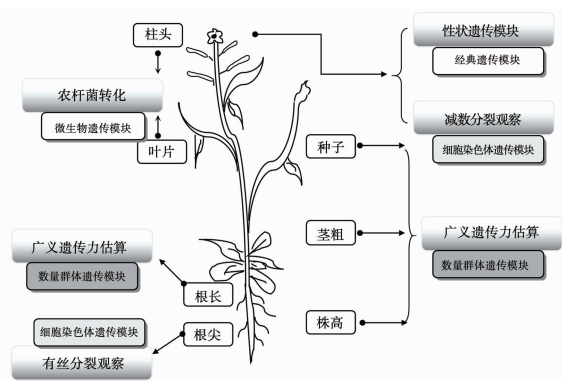 柱头
性状遗传模块
经典遗传模块
农杆菌转化
微生物遗传模块
叶片
减数分裂观察
细胞染色体遗传模块
种子
茎粗
株高
广义遗传力估算
数量群体遗传模块
广义遗传力估算
数量群体遗传模块
根长
细胞染色体遗传模块
根尖
有丝分裂观察